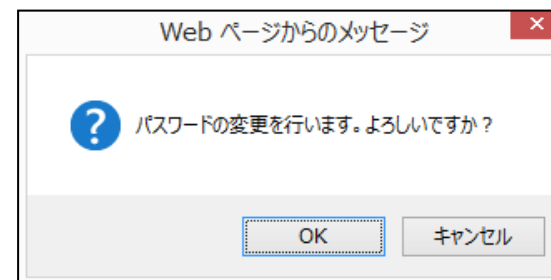 Web ページからのメッセージ
パスワードの変更を行います。よろしいですか？
OK
キャンセル